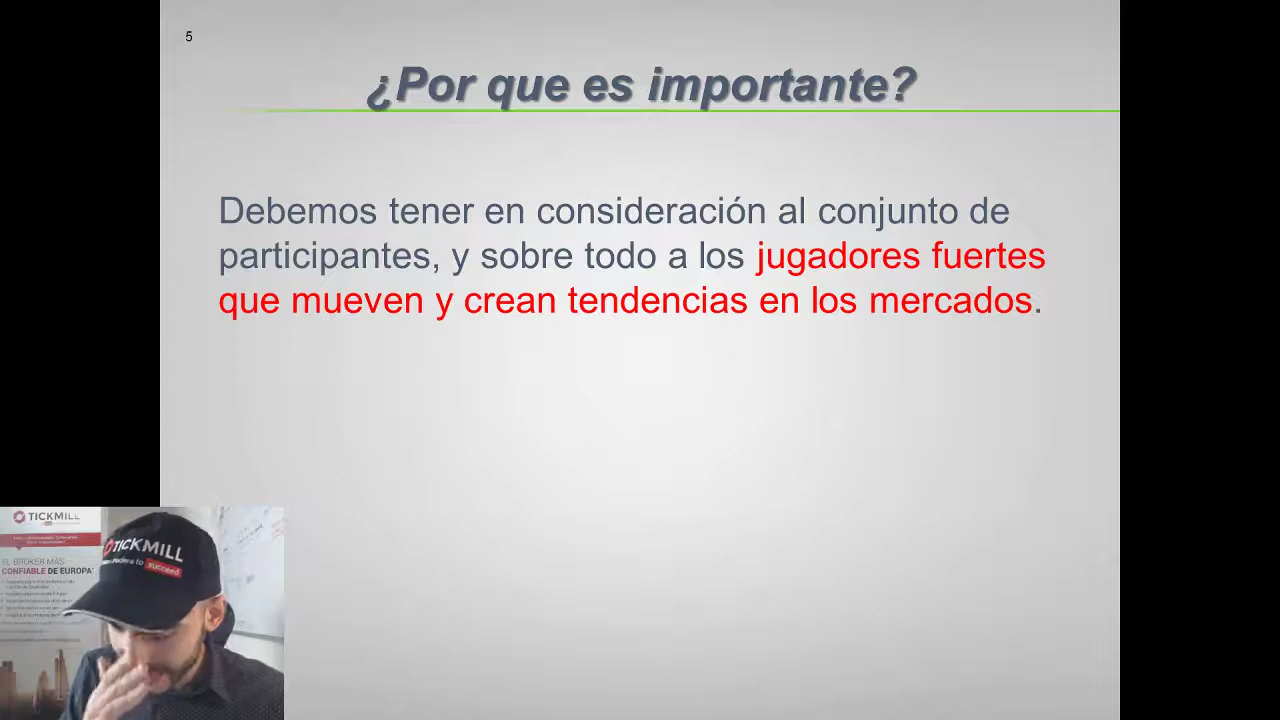 5
¿Por que es importante?
Debemos tener en consideración al conjunto de
participantes, y sobre todo a los jugadores fuertes
que mueven y crean tendencias en los mercados.
TICKMILL
EL BROKER MÁS
CONFIABLE DE EUROPA
TICKMILL
succeed